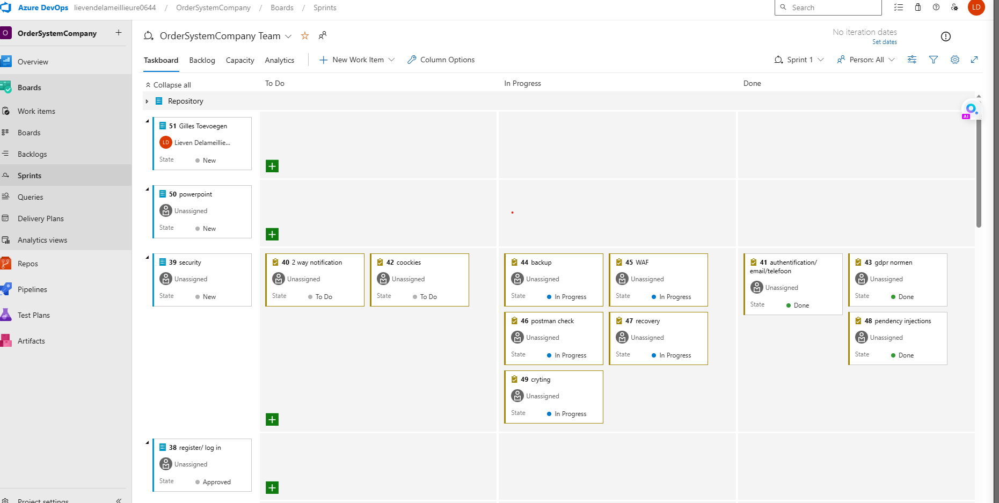 Azure DevOps lievendelameillieure0644 / OrderSystemCompany / Boards / Sprints
Search
LD
O OrderSystemCompany
Overview
Boards
Work items
Boards
Backlogs
Sprints
Queries
Delivery Plans
Analytics views
Repos
Pipelines
Test Plans
Artifacts
Project settings
OrderSystemCompany Team
No iteration dates
Set dates
Taskboard Backlog Capacity Analytics New Work Item Column Options
Sprint 1 Person: All
Collapse all To Do In Progress Done
Repository
AI
51 Gilles Toevoegen
LD Lieven Delameillie...
State New
50 powerpoint
Unassigned
State New
39 security
Unassigned
State New
40 2 way notification
Unassigned
State To Do
42 coockies
Unassigned
State To Do
44 backup
Unassigned
State In Progress
45 WAF
Unassigned
State In Progress
46 postman check
Unassigned
State In Progress
47 recovery
Unassigned
State In Progress
49 cryting
Unassigned
State In Progress
41 authentification/
email/telefoon
Unassigned
State Done
43 gdpr normen
Unassigned
State Done
48 pendency injections
Unassigned
State Done
38 register/ log in
Unassigned
State Approved